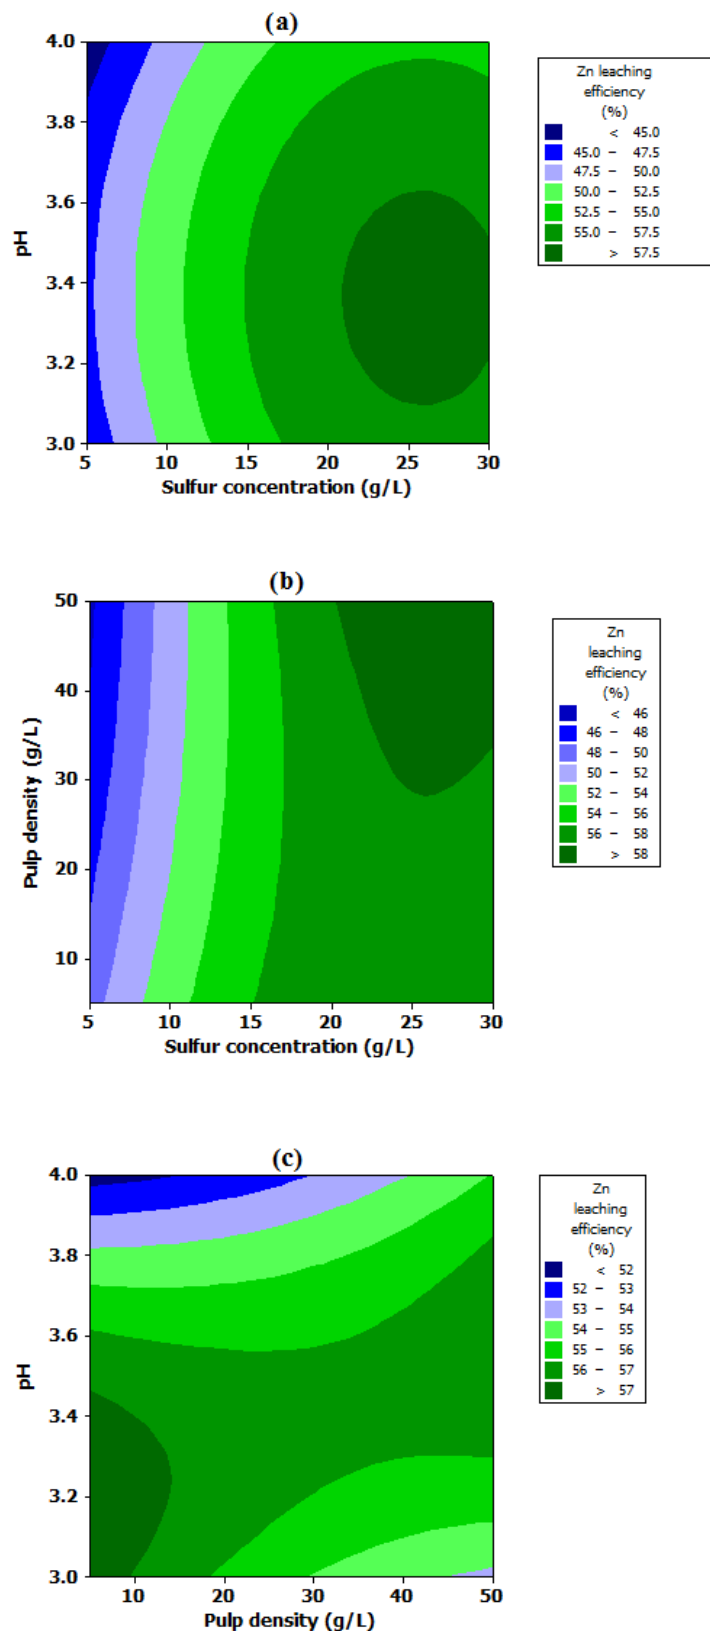 (a)
4.0
3.8
3.6
3.4
3.2
3.0
pH
5 10 15 20 25 30
Sulfur concentration (g/L)
Zn leaching
efficiency
(%)
< 45.0
45.0 – 47.5
47.5 – 50.0
50.0 – 52.5
52.5 – 55.0
55.0 – 57.5
> 57.5
(b)
50
40
30
20
10
Pulp density (g/L)
5 10 15 20 25 30
Sulfur concentration (g/L)
Zn
leaching
efficiency
(%)
< 46
46 – 48
48 – 50
50 – 52
52 – 54
54 – 56
56 – 58
> 58
(c)
4.0
3.8
3.6
3.4
3.2
3.0
pH
10 20 30 40 50
Pulp density (g/L)
Zn
leaching
efficiency
(%)
< 52
52 – 53
53 – 54
54 – 55
55 – 56
56 – 57
> 57